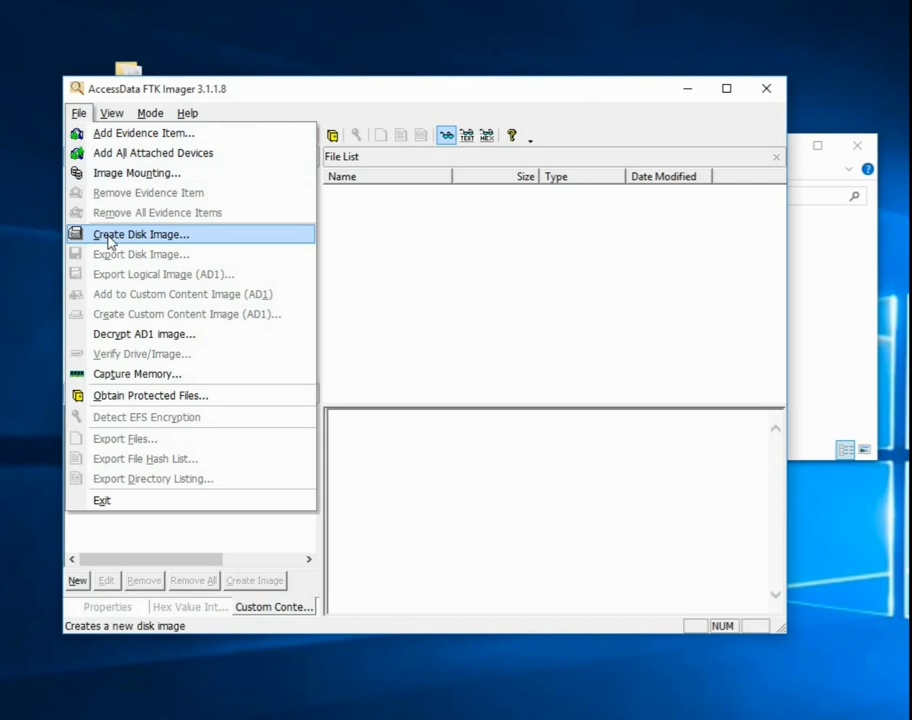 AccessData FTK Imager 3.1.1.8
File View Mode Help
Add Evidence Item...
Add All Attached Devices
Image Mounting...
Remove Evidence Item
Remove All Evidence Items
Create Disk Image...
Export Disk Image...
Export Logical Image (AD1)...
Add to Custom Content Image (AD1)
Create Custom Content Image (AD1)...
Decrypt AD1 image...
Verify Drive/Image...
Capture Memory...
Obtain Protected Files...
Detect EFS Encryption
Export Files...
Export File Hash List...
Export Directory Listing...
Exit
TEXT HEX ?
File List
Name Size Type Date Modified
New Edit Remove Remove All Create Image
Properties Hex Value Int... Custom Conte...
Creates a new disk image
NUM